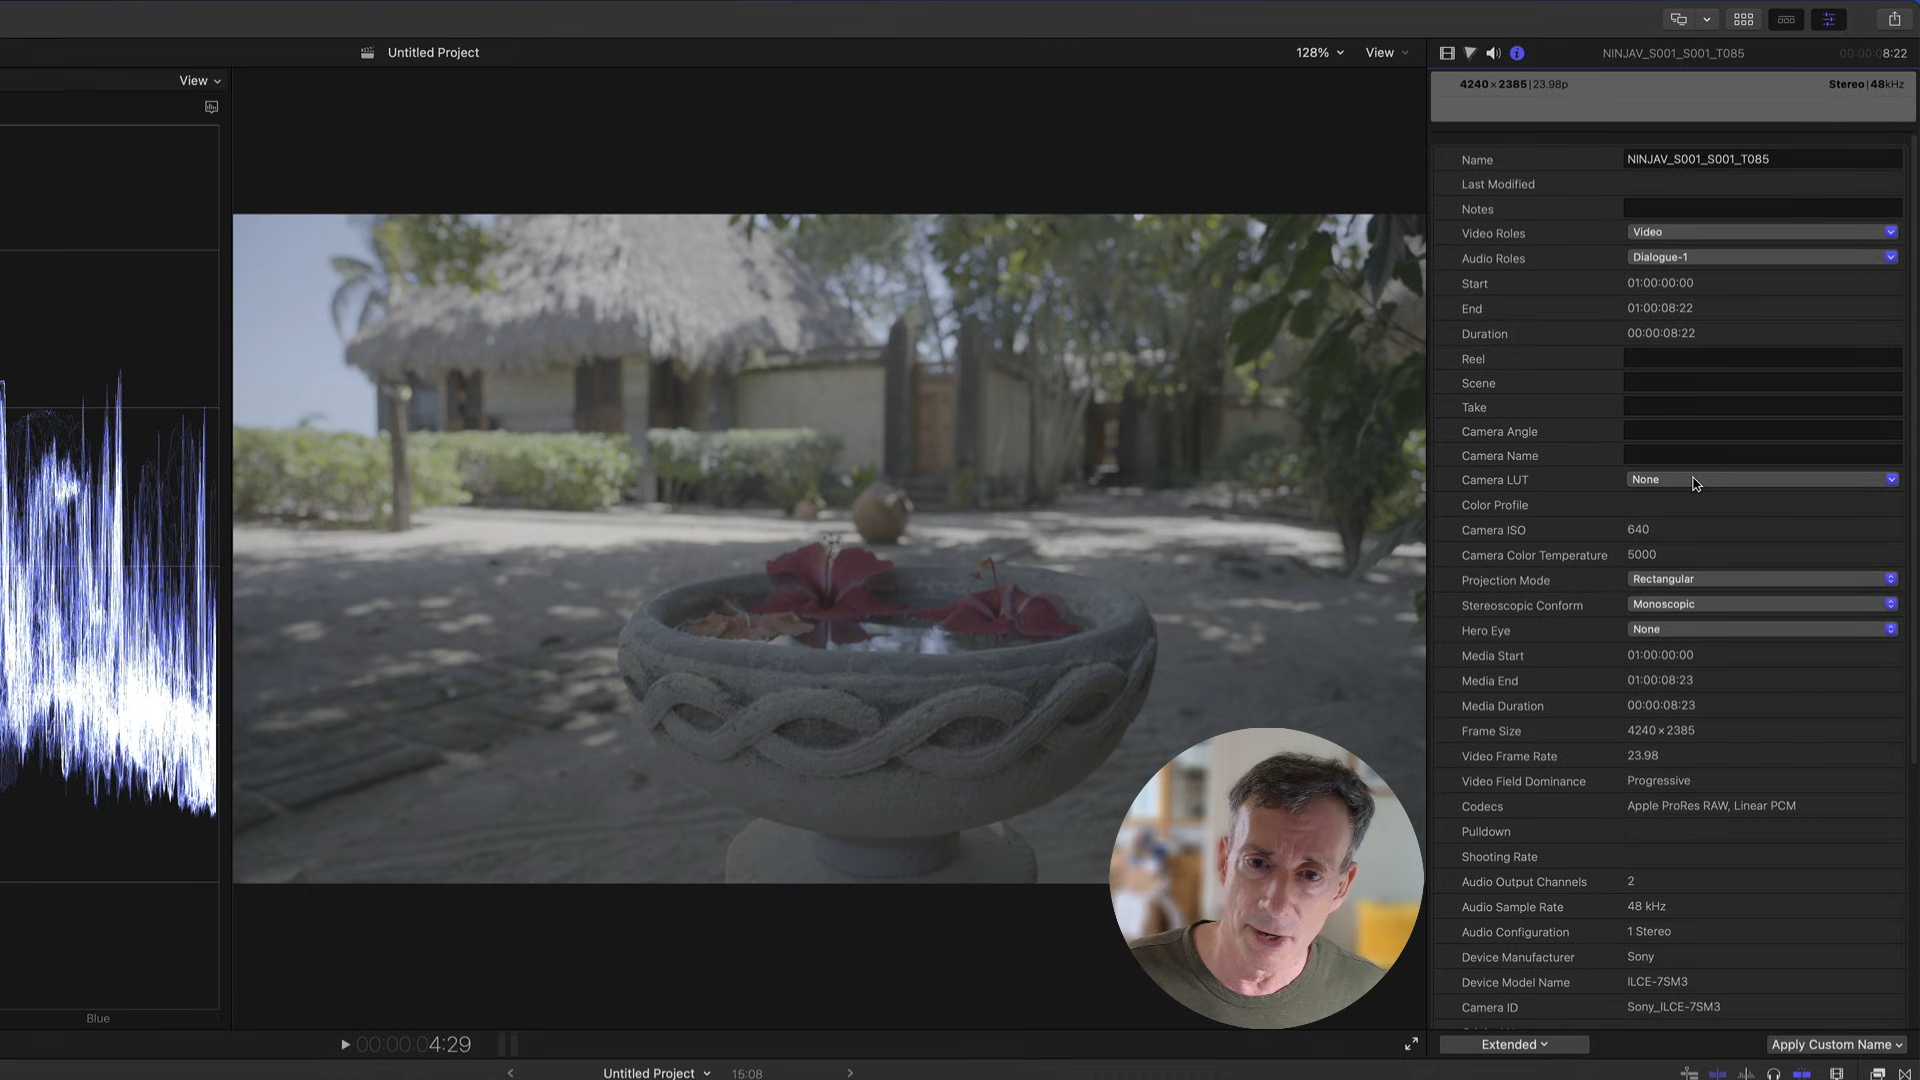 Untitled Project
128%
View
NINJAV_S001_S001_T085
00:00:08:22
View
4240 × 2385 | 23.98p
Stereo | 48kHz
Name NINJAV_S001_S001_T085
Last Modified
Notes
Video Roles Video
Audio Roles Dialogue-1
Start 01:00:00:00
End 01:00:08:22
Duration 00:00:08:22
Reel
Scene
Take
Camera Angle
Camera Name
Camera LUT None
Color Profile
Camera ISO 640
Camera Color Temperature 5000
Projection Mode Rectangular
Stereoscopic Conform Monoscopic
Hero Eye None
Media Start 01:00:00:00
Media End 01:00:08:23
Media Duration 00:00:08:23
Frame Size 4240×2385
Video Frame Rate 23.98
Video Field Dominance Progressive
Codecs Apple ProRes RAW, Linear PCM
Pulldown
Shooting Rate
Audio Output Channels 2
Audio Sample Rate 48 kHz
Audio Configuration 1 Stereo
Device Manufacturer Sony
Device Model Name ILCE-7SM3
Camera ID Sony_ILCE-7SM3
Blue
00:00:04:29
Extended
Apply Custom Name
Untitled Project
15:08